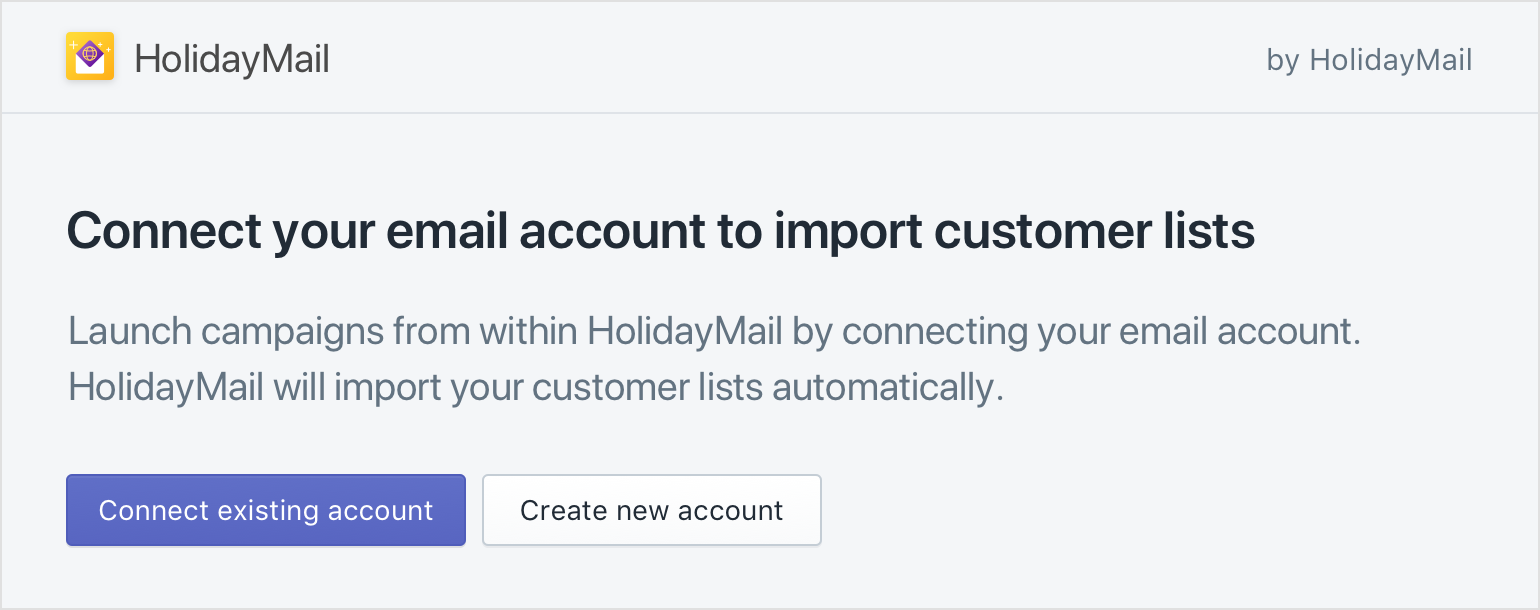 HolidayMail
by HolidayMail
Connect your email account to import customer lists
Launch campaigns from within HolidayMail by connecting your email account.
HolidayMail will import your customer lists automatically.
Connect existing account
Create new account